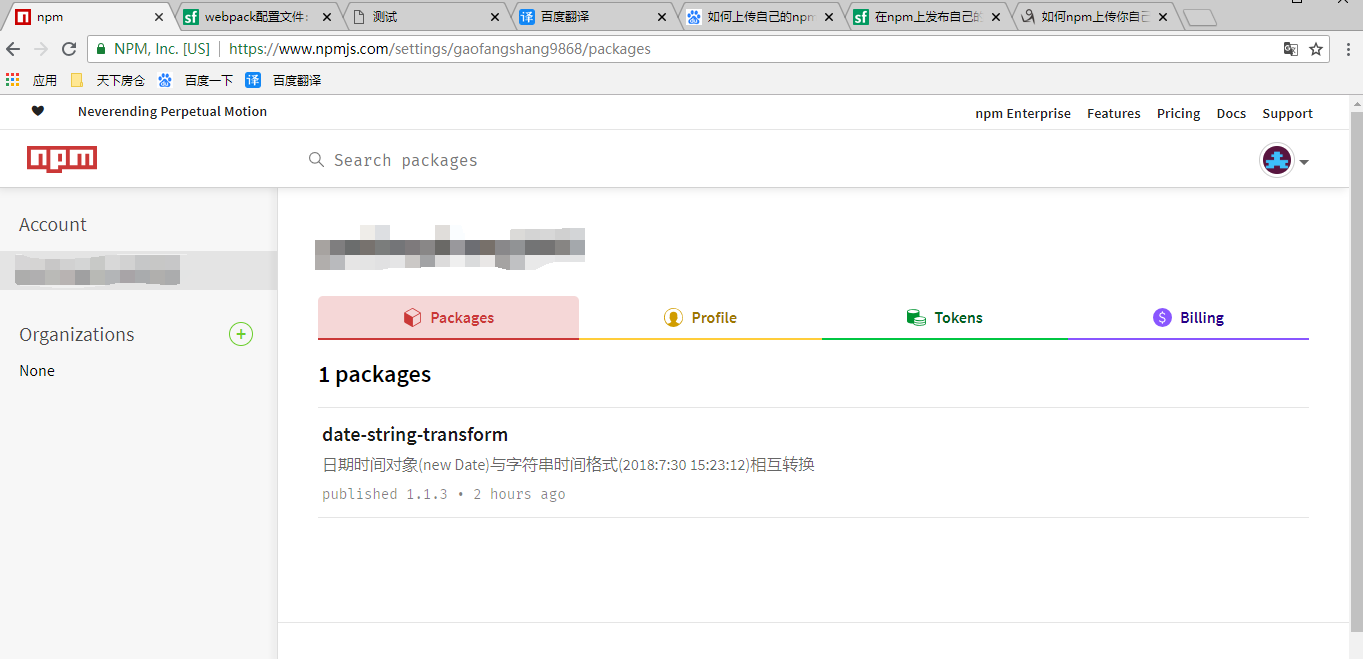 npm
webpack配置文件
测试
百度翻译
如何上传自己的npm
在npm上发布自己的
如何npm上传你自己
NPM, Inc. [US] | https://www.npmjs.com/settings/gaofangshang9868/packages
应用 天下房仓 百度一下 译 百度翻译
Neverending Perpetual Motion npm Enterprise Features Pricing Docs Support
npm Search packages
Account
Organizations
None
Packages Profile Tokens Billing
1 packages
date-string-transform
日期时间对象(new Date)与字符串时间格式(2018:7:30 15:23:12)相互转换
published 1.1.3 • 2 hours ago